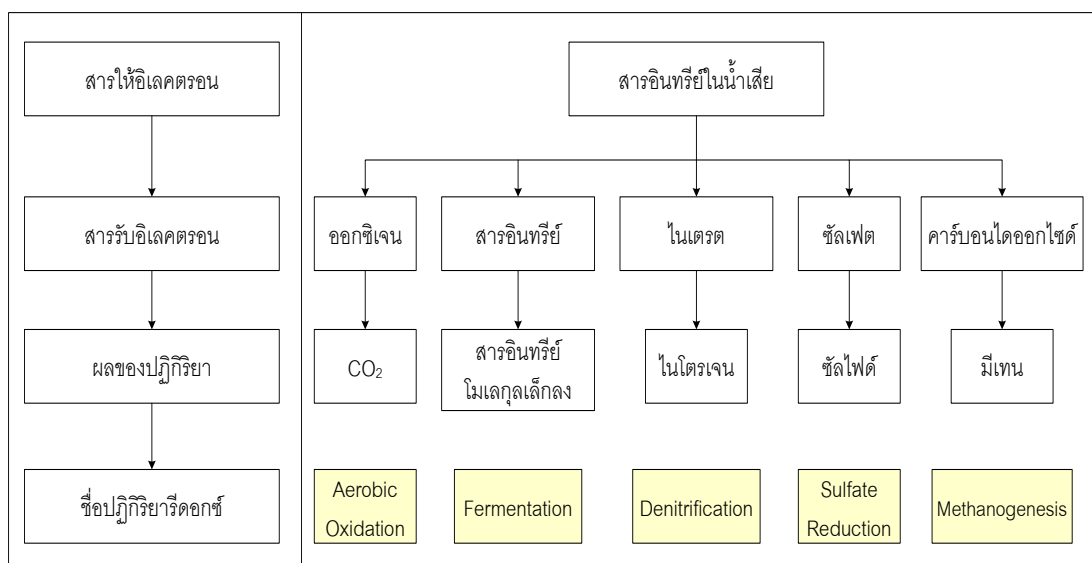 สารให้อิเลคตรอน
สารอินทรีย์ในน้ำเสีย
สารรับอิเลคตรอน
ออกซิเจน
สารอินทรีย์
ไนเตรต
ซัลเฟต
คาร์บอนไดออกไซด์
ผลของปฏิกิริยา
CO₂
สารอินทรีย์
โมเลกุลเล็กลง
ไนโตรเจน
ซัลไฟด์
มีเทน
ชื่อปฏิกิริยารีดอกซ์
Aerobic
Oxidation
Fermentation
Denitrification
Sulfate
Reduction
Methanogenesis